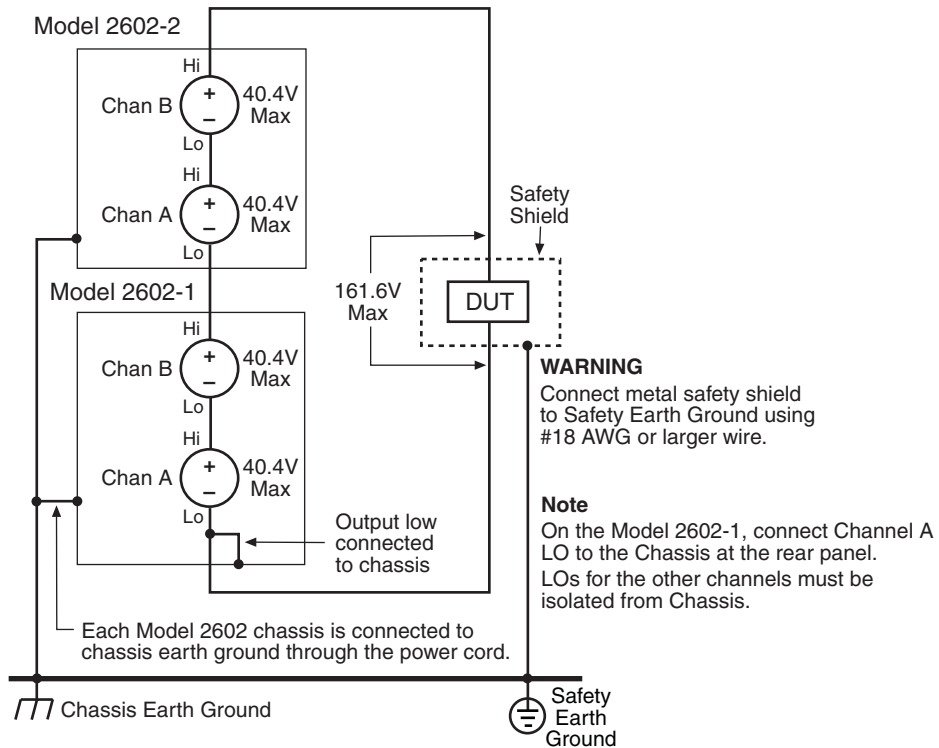 Model 2602-2
Hi
Chan B
+
–
40.4V
Max
Lo
Hi
Chan A
+
–
40.4V
Max
Lo
Model 2602-1
Hi
Chan B
+
–
40.4V
Max
Lo
Hi
Chan A
+
–
40.4V
Max
Lo
Output low
connected
to chassis
161.6V
Max
Safety
Shield
DUT
WARNING
Connect metal safety shield
to Safety Earth Ground using
#18 AWG or larger wire.
Note
On the Model 2602-1, connect Channel A
LO to the Chassis at the rear panel.
LOs for the other channels must be
isolated from Chassis.
Each Model 2602 chassis is connected to
chassis earth ground through the power cord.
Chassis Earth Ground
Safety
Earth
Ground